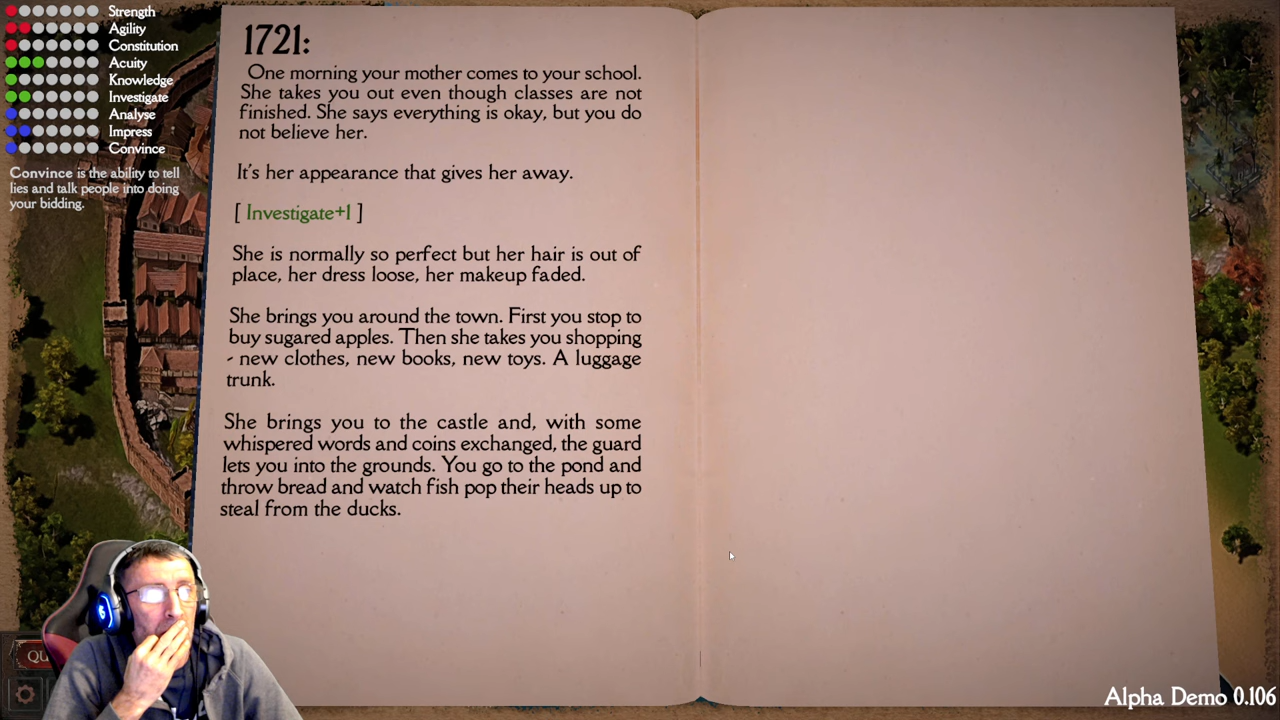 Strength
Agility
Constitution
Acuity
Knowledge
Investigate
Analyse
Impress
Convince
Convince is the ability to tell
lies and talk people into doing
your bidding.
1721:
One morning your mother comes to your school.
She takes you out even though classes are not
finished. She says everything is okay, but you do
not believe her.
It's her appearance that gives her away.
[ Investigate+1 ]
She is normally so perfect but her hair is out of
place, her dress loose, her makeup faded.
She brings you around the town. First you stop to
buy sugared apples. Then she takes you shopping
- new clothes, new books, new toys. A luggage
trunk.
She brings you to the castle and, with some
whispered words and coins exchanged, the guard
lets you into the grounds. You go to the pond and
throw bread and watch fish pop their heads up to
steal from the ducks.
QU
Alpha Demo 0.106